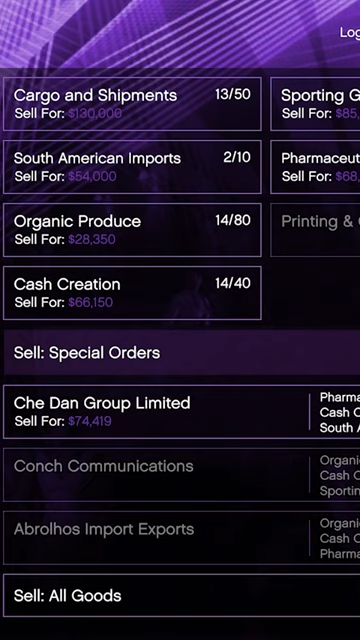 Log
Cargo and Shipments 13/50
Sell For: $130,000
Sporting G
Sell For: $85,
South American Imports 2/10
Sell For: $54,000
Pharmaceut
Sell For: $68,
Organic Produce 14/80
Sell For: $28,350
Printing &
Cash Creation 14/40
Sell For: $66,150
Sell: Special Orders
Che Dan Group Limited
Sell For: $74,419
Pharma
Cash C
South A
Conch Communications
Organi
Cash C
Sportin
Abrolhos Import Exports
Organi
Cash C
Pharma
Sell: All Goods